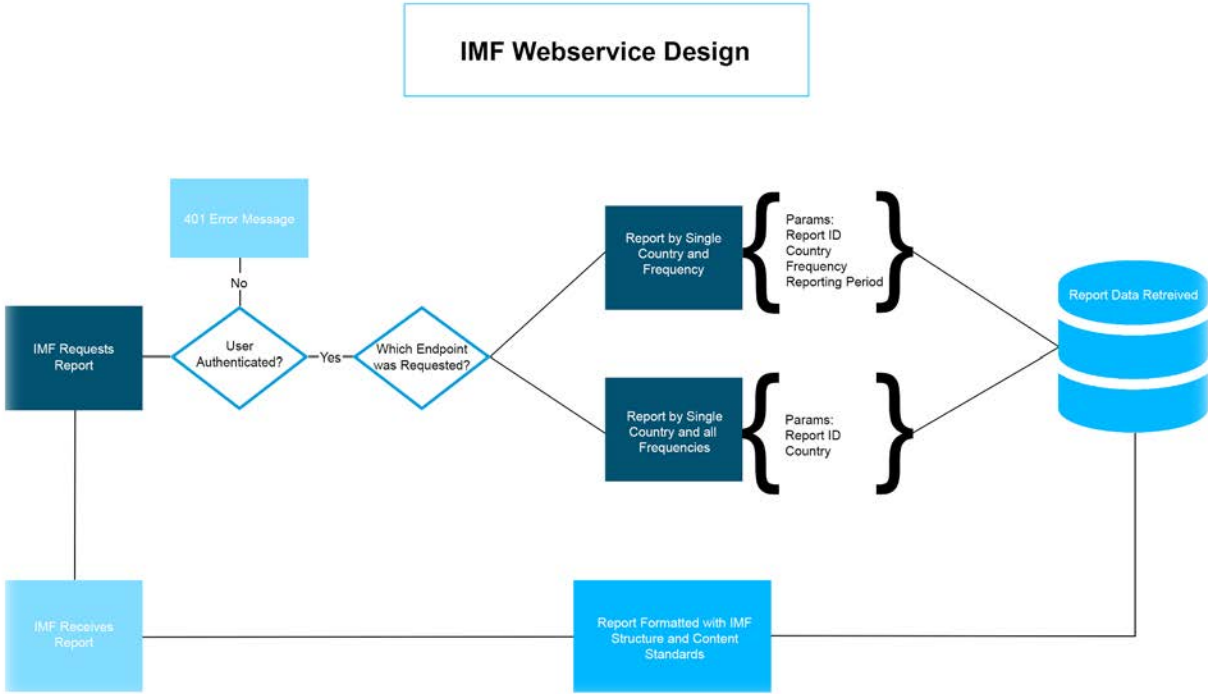 IMF Webservice Design
401 Error Message
No
IMF Requests
Report
User
Authenticated?
Yes
Which Endpoint
was Requested?
Report by Single
Country and
Frequency
Params:
Report ID
Country
Frequency
Reporting Period
Report by Single
Country and all
Frequencies
Params:
Report ID
Country
Report Data Retreived
IMF Receives
Report
Report Formatted with IMF
Structure and Content
Standards